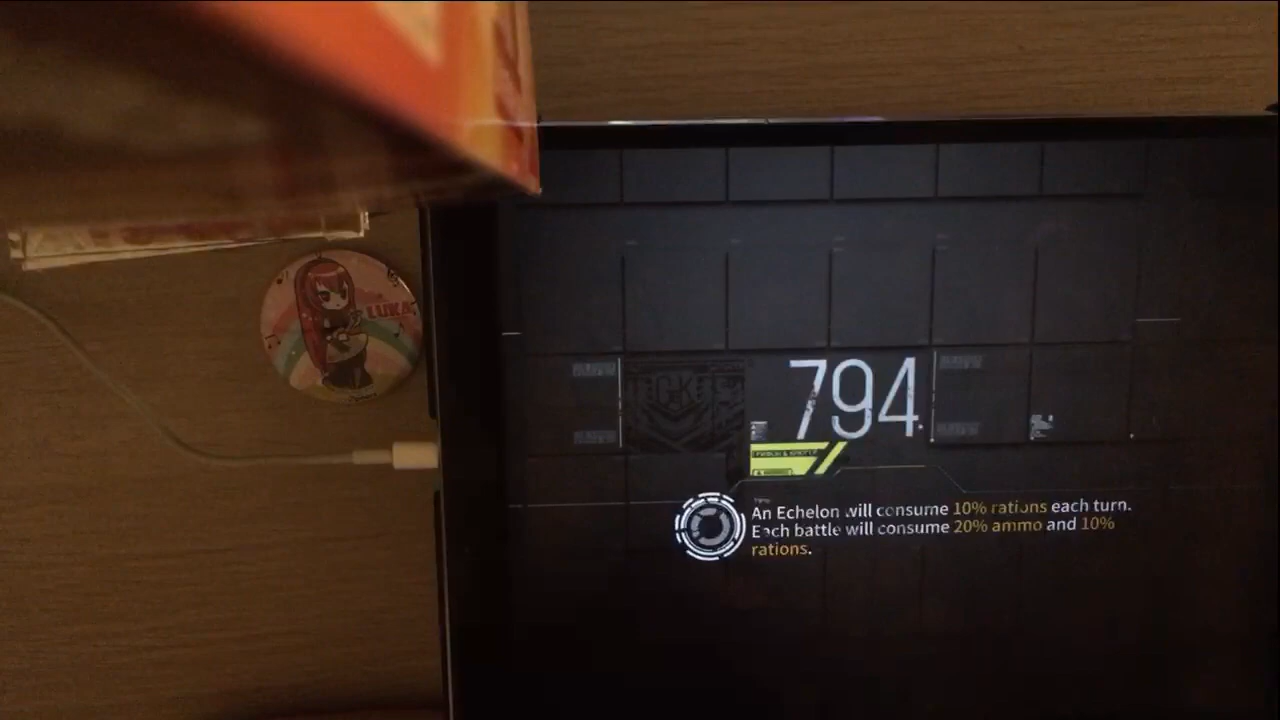 LUKA
794
An Echelon will consume 10% rations each turn.
Each battle will consume 20% ammo and 10%
rations.